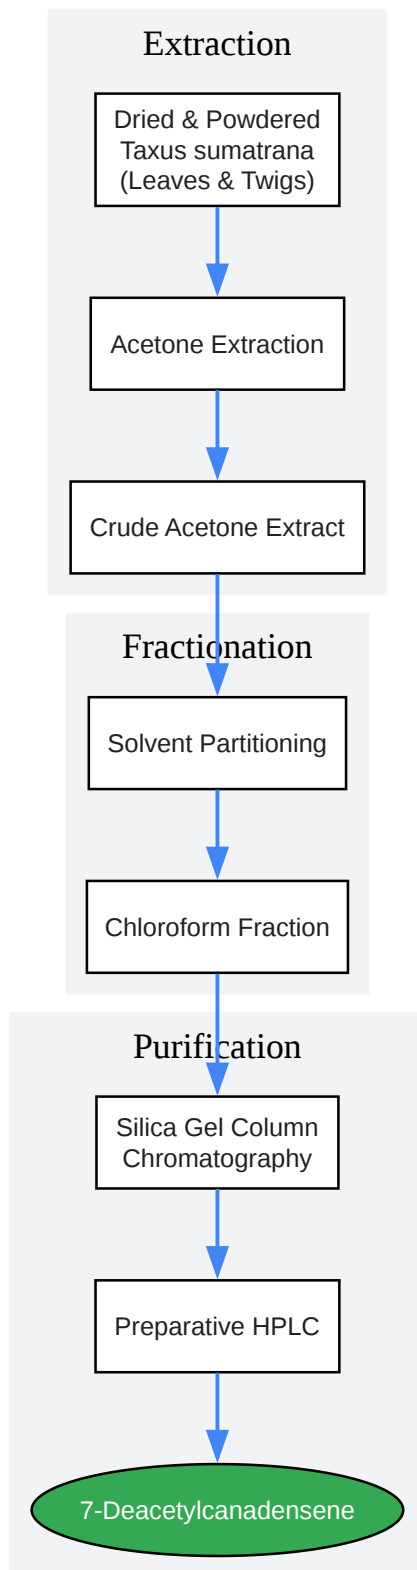 Extraction
Dried & Powdered
Taxus sumatrana
(Leaves & Twigs)
Acetone Extraction
Crude Acetone Extract
Fractionation
Solvent Partitioning
Chloroform Fraction
Purification
Silica Gel Column
Chromatography
Preparative HPLC
7-Deacetylcanadensene